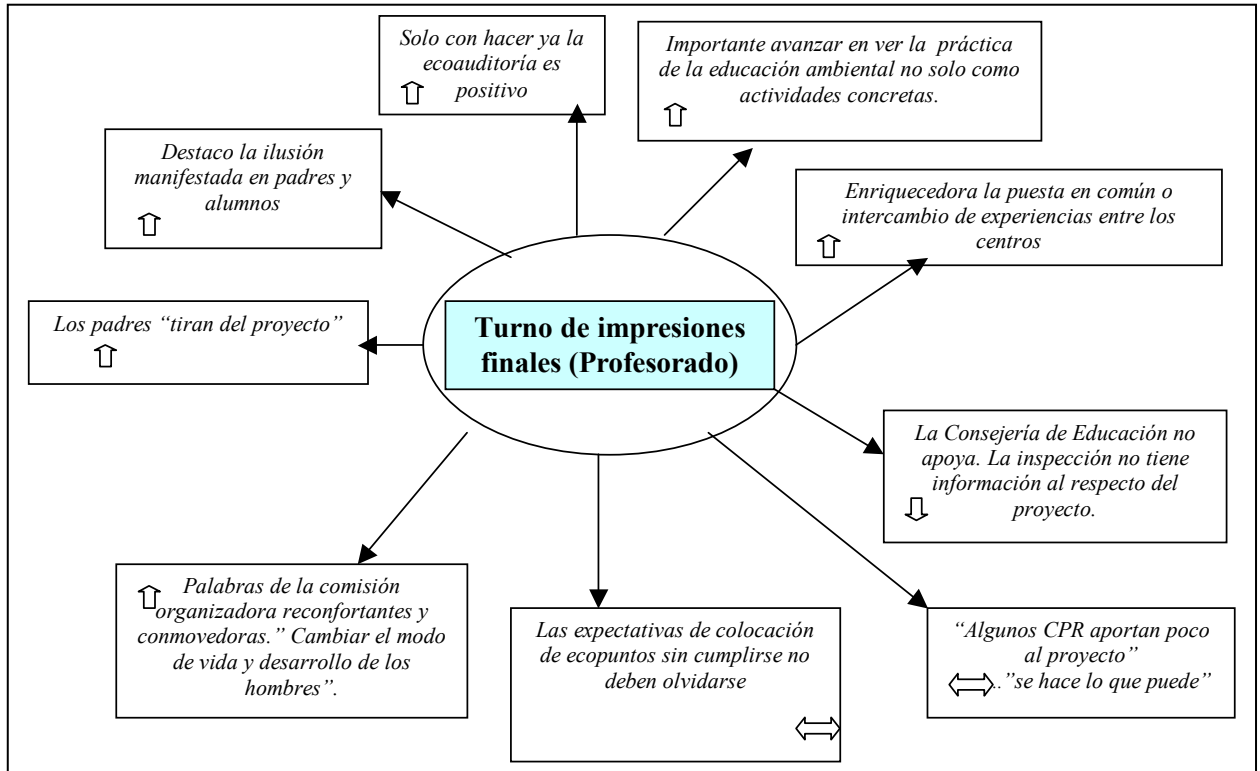 Solo con hacer ya la
ecoauditoría es
positivo
Importante avanzar en ver la práctica
de la educación ambiental no solo como
actividades concretas.
Destaco la ilusión
manifestada en padres y
alumnos
Enriquecedora la puesta en común o
intercambio de experiencias entre los
centros
Los padres “tiran del proyecto”
Turno de impresiones
finales (Profesorado)
La Consejería de Educación no
apoya. La inspección no tiene
información al respecto del
proyecto.
Palabras de la comisión
organizadora reconfortantes y
conmovedoras.” Cambiar el modo
de vida y desarrollo de los
hombres”.
Las expectativas de colocación
de ecopuntos sin cumplirse no
deben olvidarse
“Algunos CPR aportan poco
al proyecto”
..”se hace lo que puede”